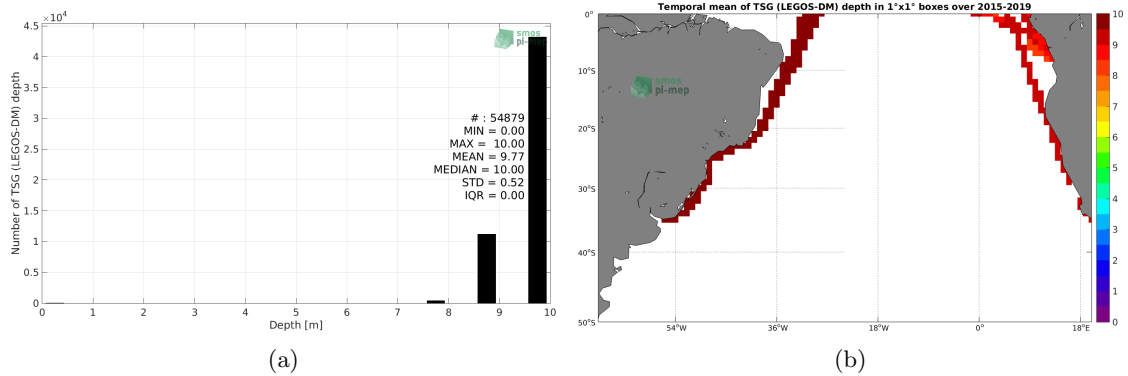 ×10⁴
4.5
4
3.5
3
2.5
2
1.5
1
0.5
0
Number of TSG (LEGOS-DM) depth
smos
pi-mep
# : 54879
MIN = 0.00
MAX = 10.00
MEAN = 9.77
MEDIAN = 10.00
STD = 0.52
IQR = 0.00
0 1 2 3 4 5 6 7 8 9 10
Depth [m]
(a)
Temporal mean of TSG (LEGOS-DM) depth in 1°x1° boxes over 2015-2019
0°
10°S
20°S
30°S
40°S
50°S
smos
pi-mep
54°W 36°W 18°W 0° 18°E
10
9
8
7
6
5
4
3
2
1
0
(b)